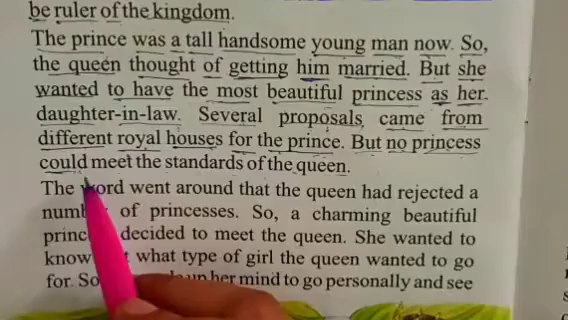 be ruler of the kingdom.
The prince was a tall handsome young man now. So,
the queen thought of getting him married. But she
wanted to have the most beautiful princess as her
daughter-in-law. Several proposals came from
different royal houses for the prince. But no princess
could meet the standards of the queen.
The word went around that the queen had rejected a
of princesses. So, a charming beautiful
decided to meet the queen. She wanted to
know what type of girl the queen wanted to go
for. So her mind to go personally and see